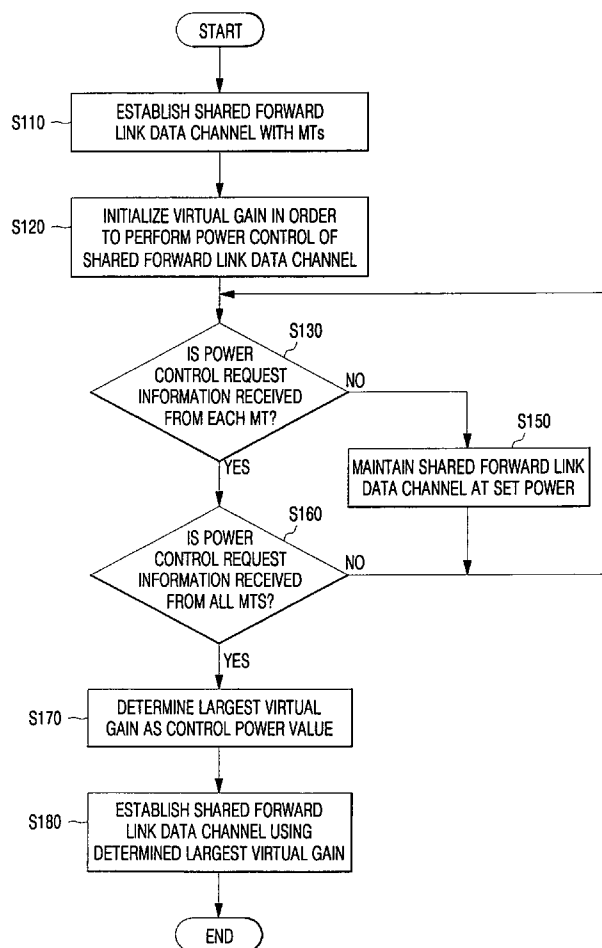 START
S110
ESTABLISH SHARED FORWARD
LINK DATA CHANNEL WITH MTs
S120
INITIALIZE VIRTUAL GAIN IN ORDER
TO PERFORM POWER CONTROL OF
SHARED FORWARD LINK DATA CHANNEL
S130
IS POWER
CONTROL REQUEST
INFORMATION RECEIVED
FROM EACH MT?
NO
YES
S150
MAINTAIN SHARED FORWARD LINK
DATA CHANNEL AT SET POWER
S160
IS POWER
CONTROL REQUEST
INFORMATION RECEIVED
FROM ALL MTS?
NO
YES
S170
DETERMINE LARGEST VIRTUAL
GAIN AS CONTROL POWER VALUE
S180
ESTABLISH SHARED FORWARD
LINK DATA CHANNEL USING
DETERMINED LARGEST VIRTUAL GAIN
END